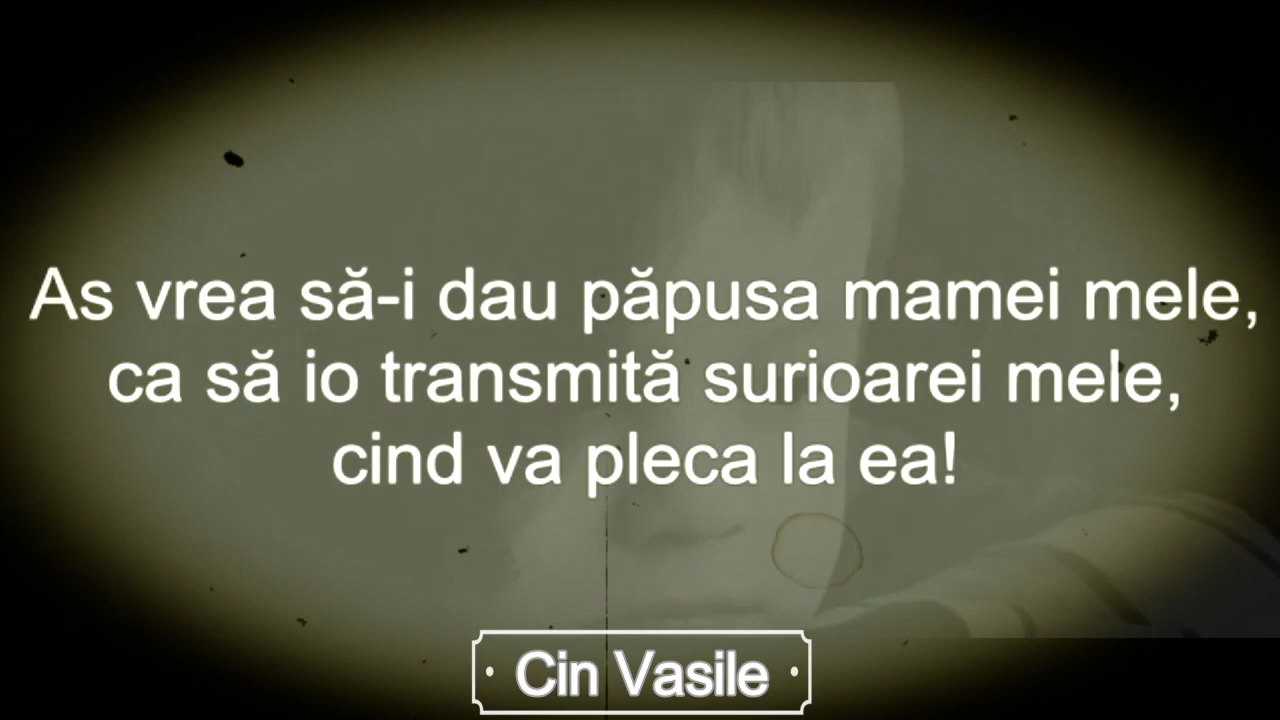 As vrea să-i dau păpusa mamei mele,
ca să io transmită surioarei mele,
cind va pleca la ea!
Cin Vasile